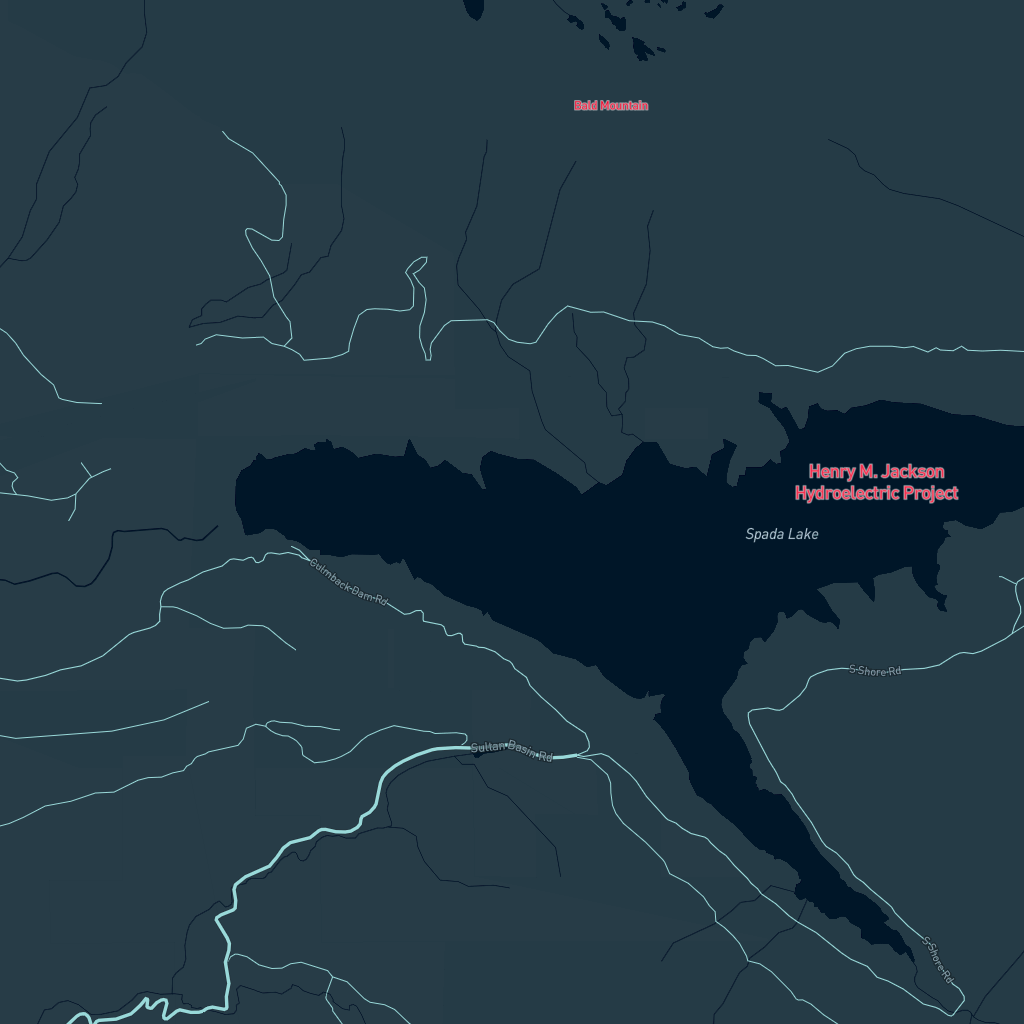 Bald Mountain
Henry M. Jackson
Hydroelectric Project
Spada Lake
Culmback Dam Rd
S Shore Rd
Sultan Basin Rd
S Shore Rd